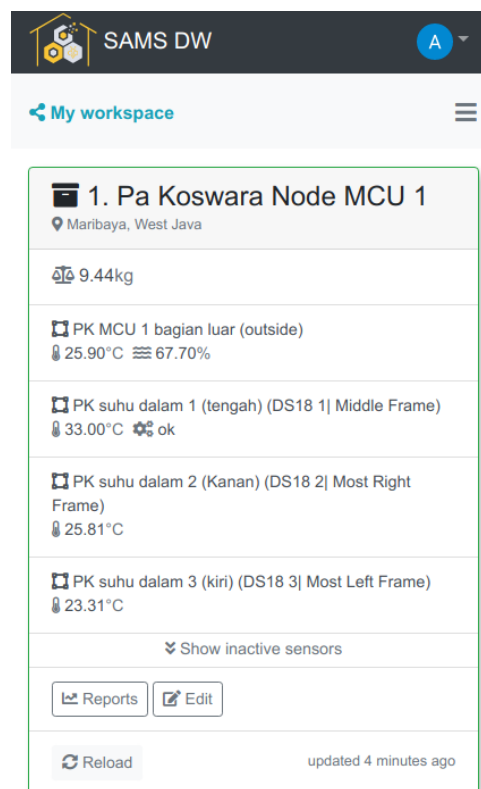 SAMS DW
A
My workspace
1. Pa Koswara Node MCU 1
Maribaya, West Java
9.44kg
PK MCU 1 bagian luar (outside)
25.90°C 67.70%
PK suhu dalam 1 (tengah) (DS18 1| Middle Frame)
33.00°C ok
PK suhu dalam 2 (Kanan) (DS18 2| Most Right
Frame)
25.81°C
PK suhu dalam 3 (kiri) (DS18 3| Most Left Frame)
23.31°C
Show inactive sensors
Reports Edit
Reload updated 4 minutes ago